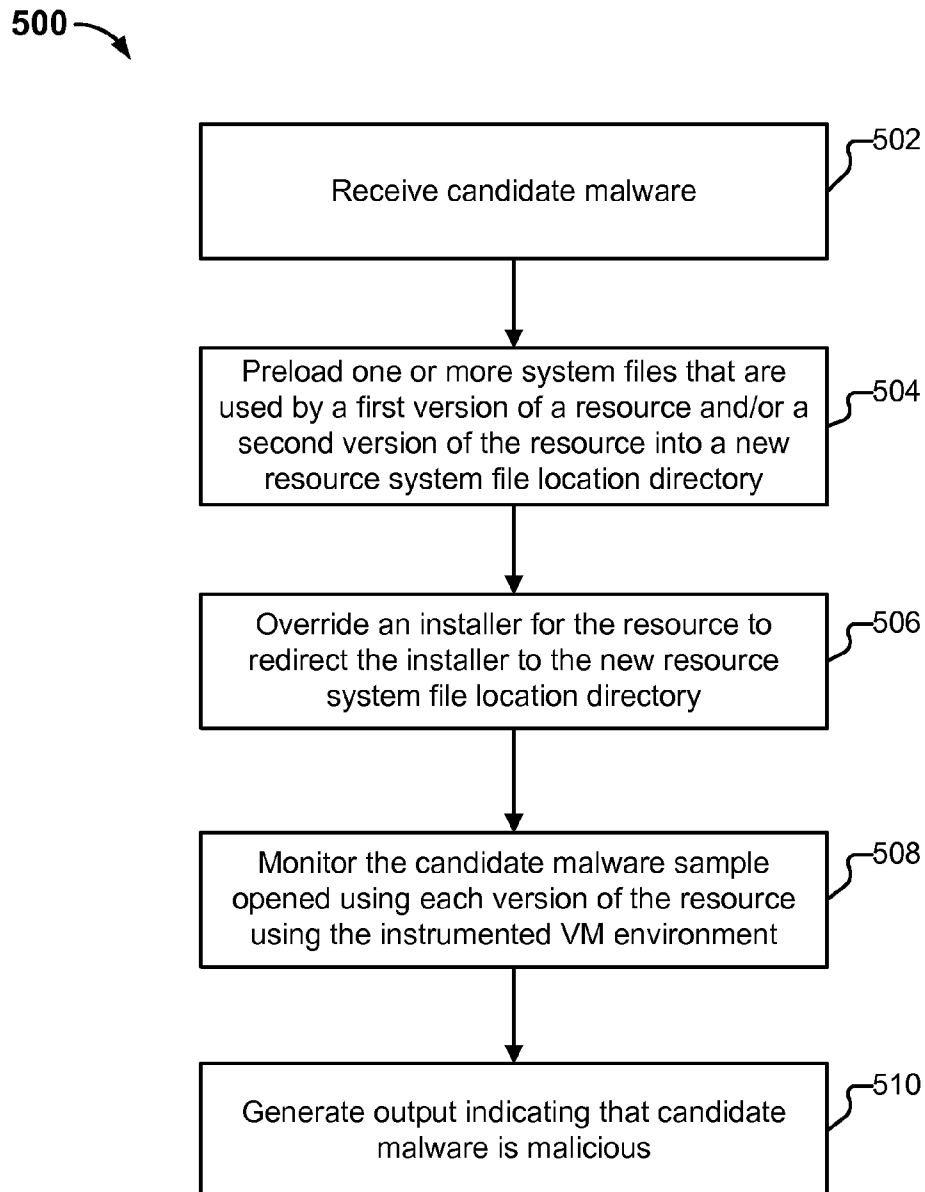 500
Receive candidate malware
502
Preload one or more system files that are
used by a first version of a resource and/or a
second version of the resource into a new
resource system file location directory
504
Override an installer for the resource to
redirect the installer to the new resource
system file location directory
506
Monitor the candidate malware sample
opened using each version of the resource
using the instrumented VM environment
508
Generate output indicating that candidate
malware is malicious
510